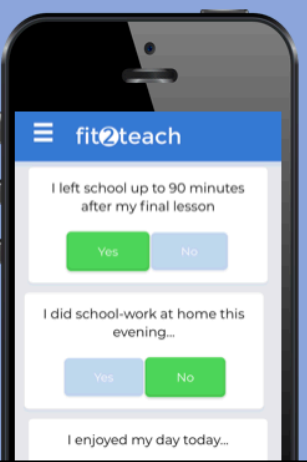 fit2teach
I left school up to 90 minutes
after my final lesson
Yes No
I did school-work at home this
evening...
Yes No
I enjoyed my day today...